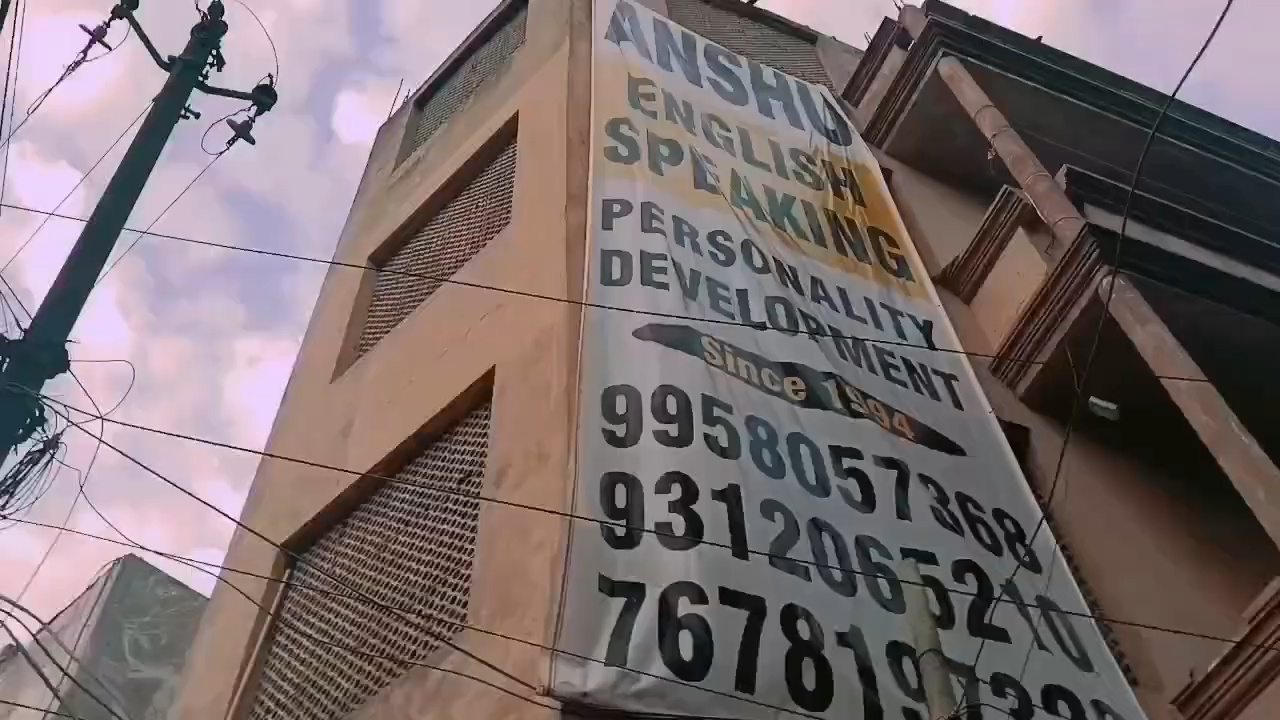 ANSHU
ENGLISH
SPEAKING
PERSONALITY
DEVELOPMENT
Since 1994
9958057368
9312065210